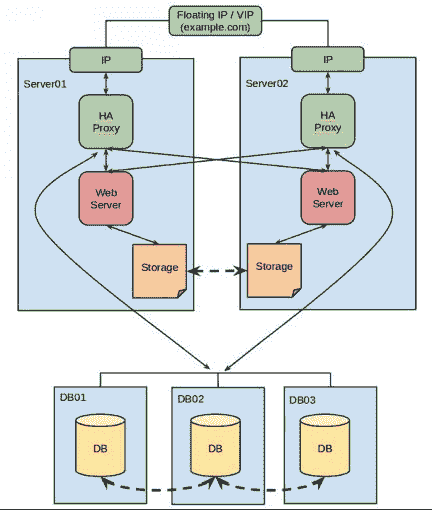 Floating IP / VIP
(example.com)
IP
IP
Server01
Server02
HA
Proxy
HA
Proxy
Web
Server
Web
Server
Storage
Storage
DB01
DB02
DB03
DB
DB
DB